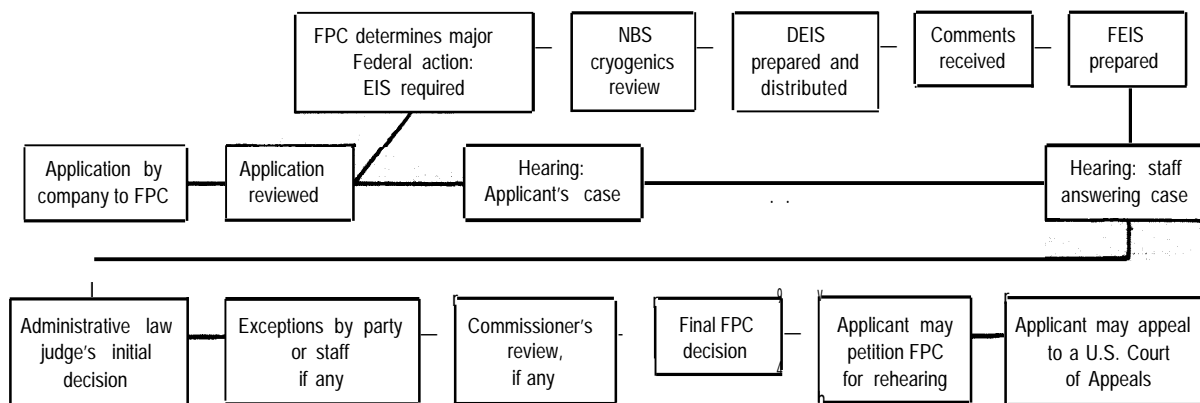 FPC determines major
Federal action:
EIS required
NBS
cryogenics
review
DEIS
prepared and
distributed
Comments
received
FEIS
prepared
Application by
company to FPC
Application
reviewed
Hearing:
Applicant's case
Hearing: staff
answering case
Administrative law
judge's initial
decision
Exceptions by party
or staff
if any
Commissioner's
review,
if any
Final FPC
decision
Applicant may
petition FPC
for rehearing
Applicant may appeal
to a U.S. Court
of Appeals